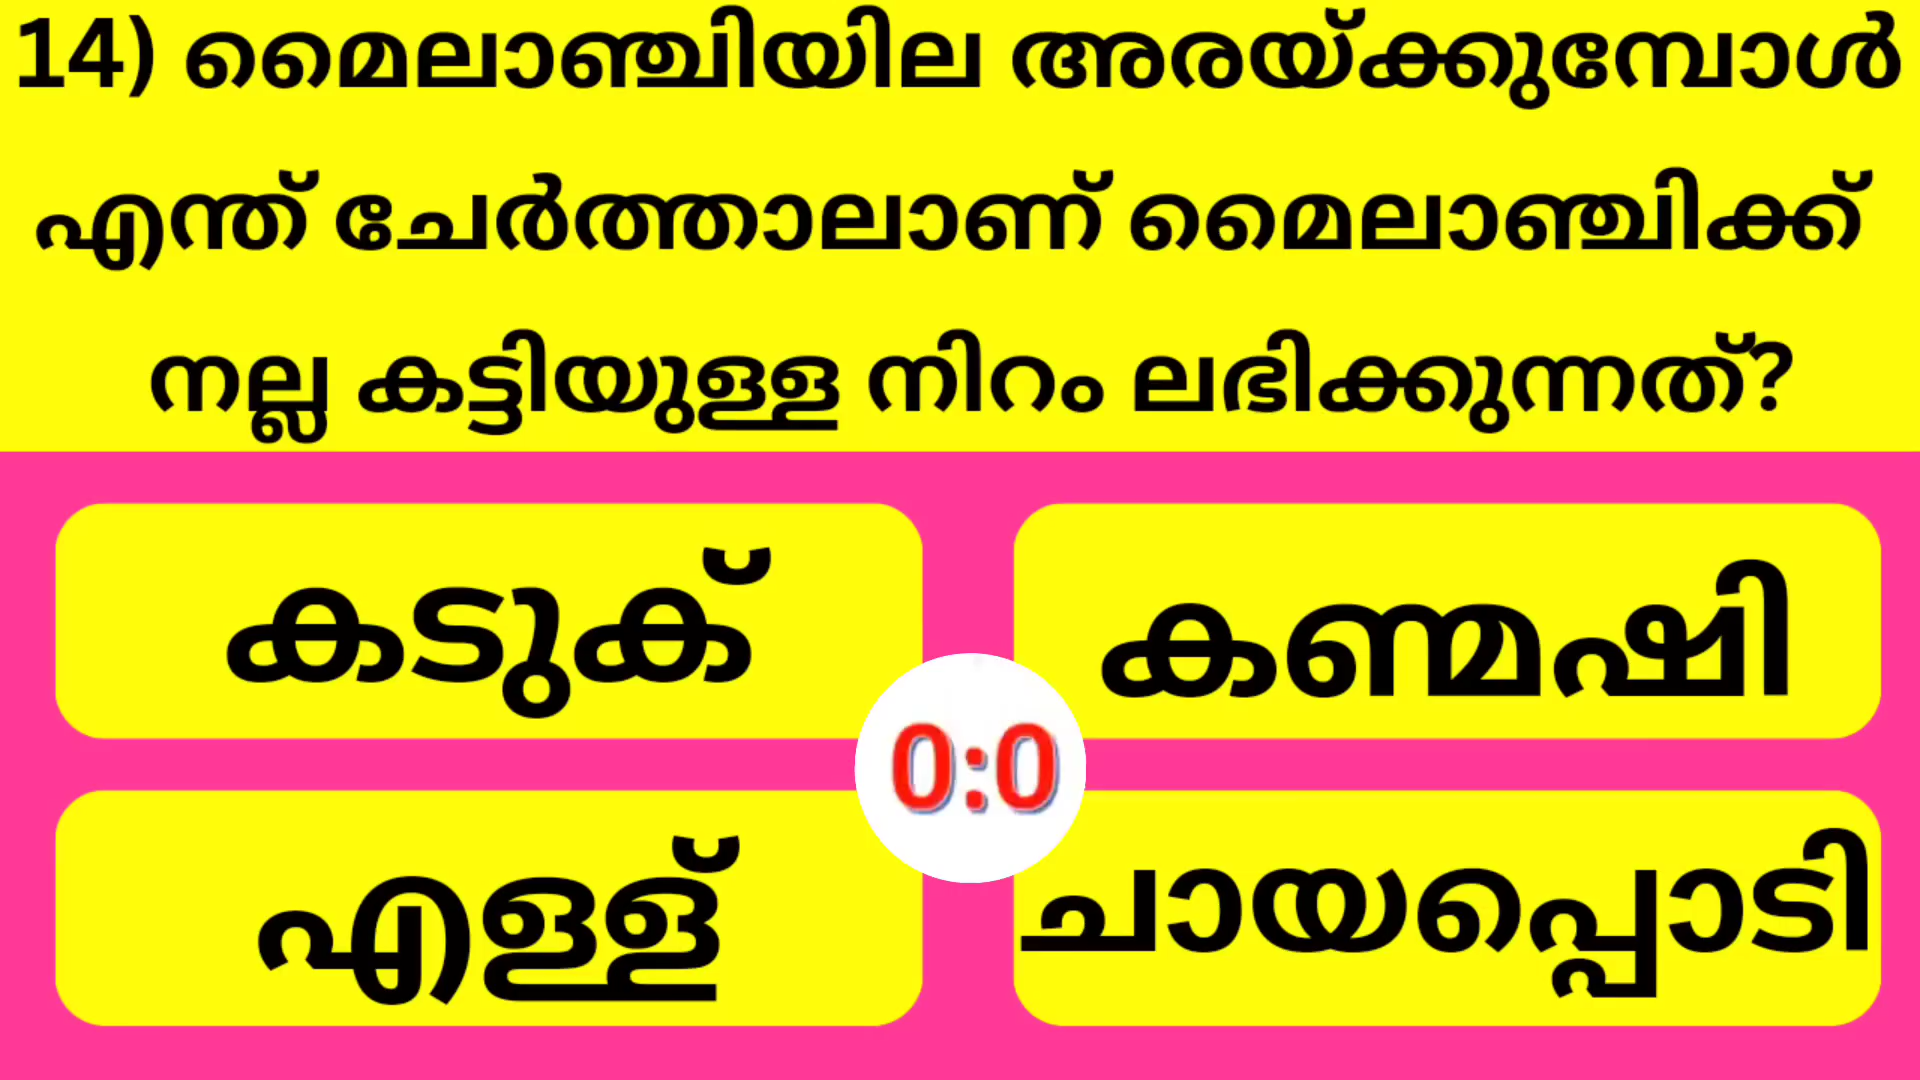 14) മൈലാഞ്ചിയില അരയ്ക്കുമ്പോൾ
എന്ത് ചേർത്താലാണ് മൈലാഞ്ചിക്ക്
നല്ല കട്ടിയുള്ള നിറം ലഭിക്കുന്നത്?
കടുക്
കണ്മഷി
0:0
എള്ള്
ചായപ്പൊടി